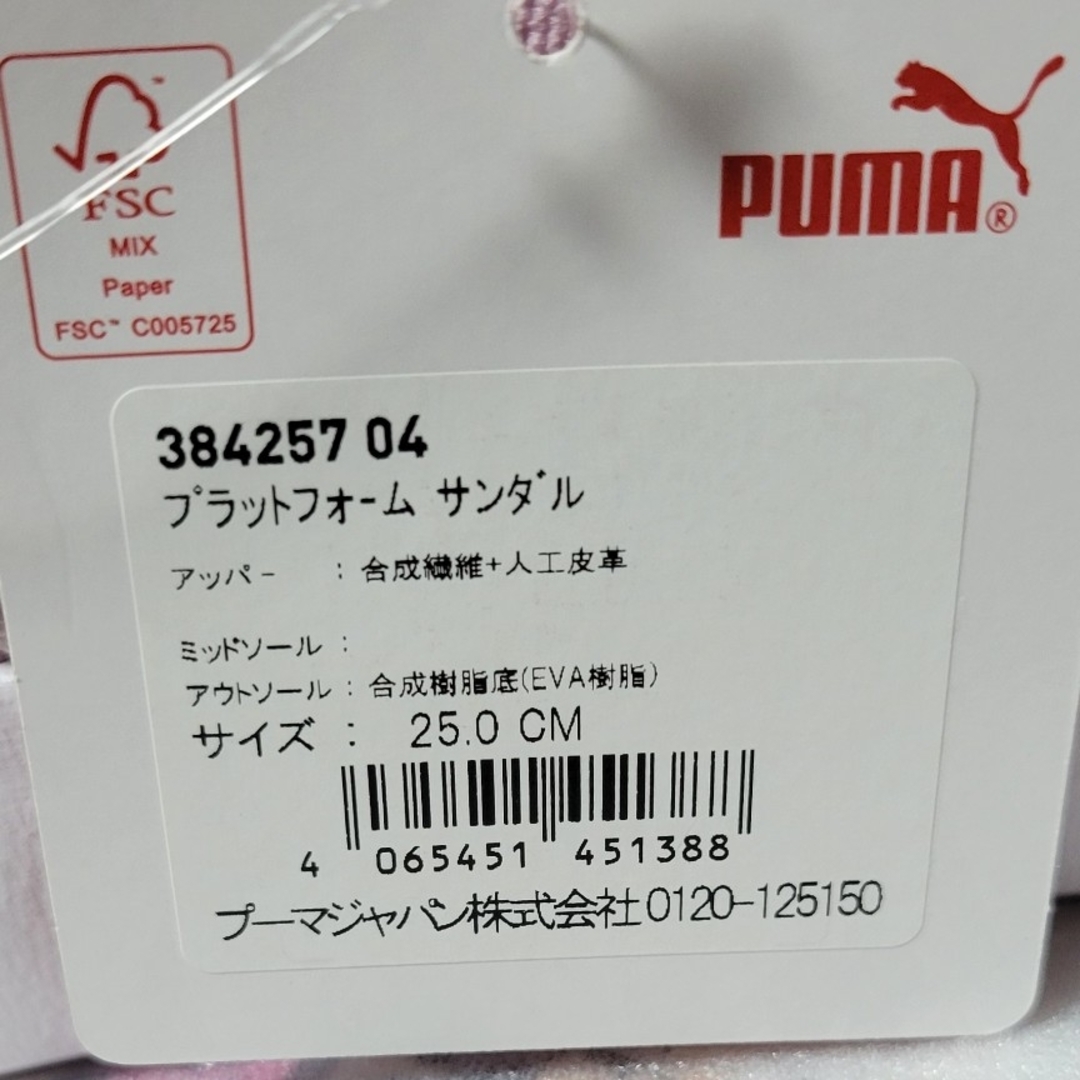 FSC
MIX
Paper
FSC™ C005725
PUMA®
384257 04
プラットフォーム サンダル
アッパー : 合成繊維+人工皮革
ミッドソール :
アウトソール : 合成樹脂底(EVA樹脂)
サイズ : 25.0 CM
4 065451 451388
プーマジャパン株式会社0120-125150